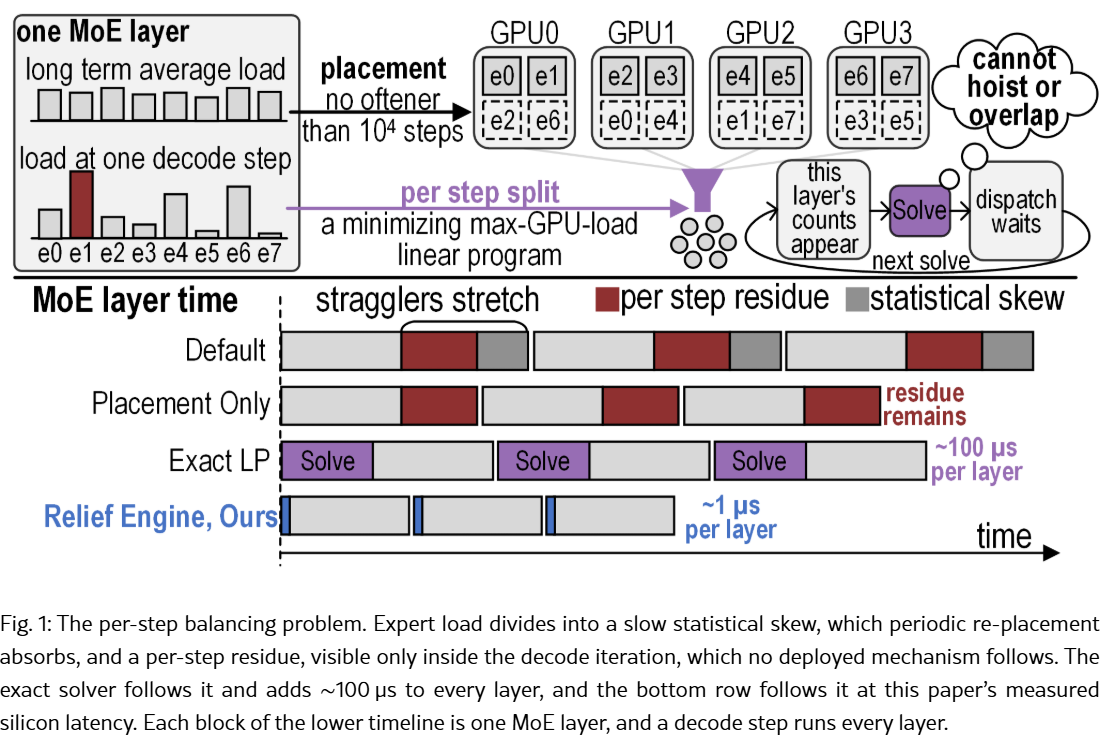 one MoE layer
long term average load
load at one decode step
e0 e1 e2 e3 e4 e5 e6 e7
placement
no oftener
than 10⁴ steps
per step split
a minimizing max-GPU-load
linear program
GPU0 GPU1 GPU2 GPU3
e0 e1 e2 e3 e4 e5 e6 e7
e2 e6 e0 e4 e1 e7 e3 e5
cannot
hoist or
overlap
this
layer's
counts
appear
Solve
dispatch
waits
next solve
MoE layer time
stragglers stretch
per step residue
statistical skew
Default
Placement Only
residue
remains
Exact LP
Solve Solve Solve
~100 µs
per layer
Relief Engine, Ours
~1 µs
per layer
time
Fig. 1: The per-step balancing problem. Expert load divides into a slow statistical skew, which periodic re-placement
absorbs, and a per-step residue, visible only inside the decode iteration, which no deployed mechanism follows. The
exact solver follows it and adds ∼100 µs to every layer, and the bottom row follows it at this paper's measured
silicon latency. Each block of the lower timeline is one MoE layer, and a decode step runs every layer.